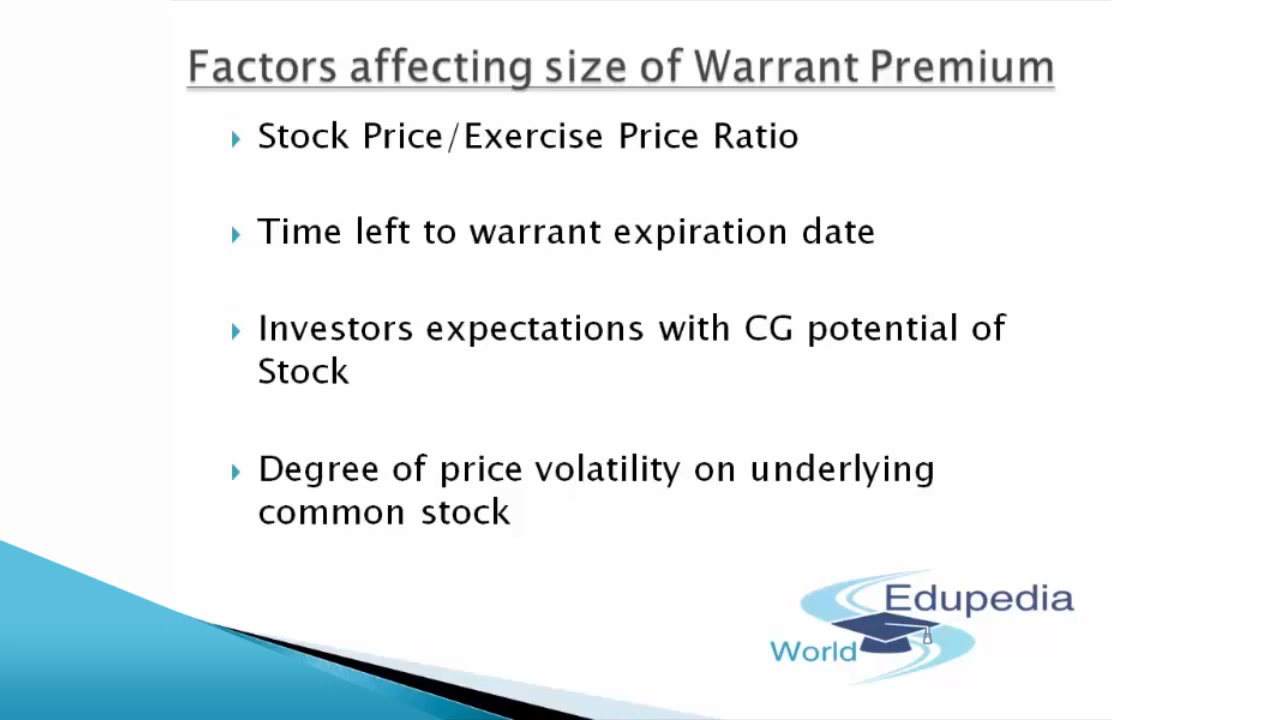 Factors affecting size of Warrant Premium
Stock Price/Exercise Price Ratio
Time left to warrant expiration date
Investors expectations with CG potential of
Stock
Degree of price volatility on underlying
common stock
Edupedia
World